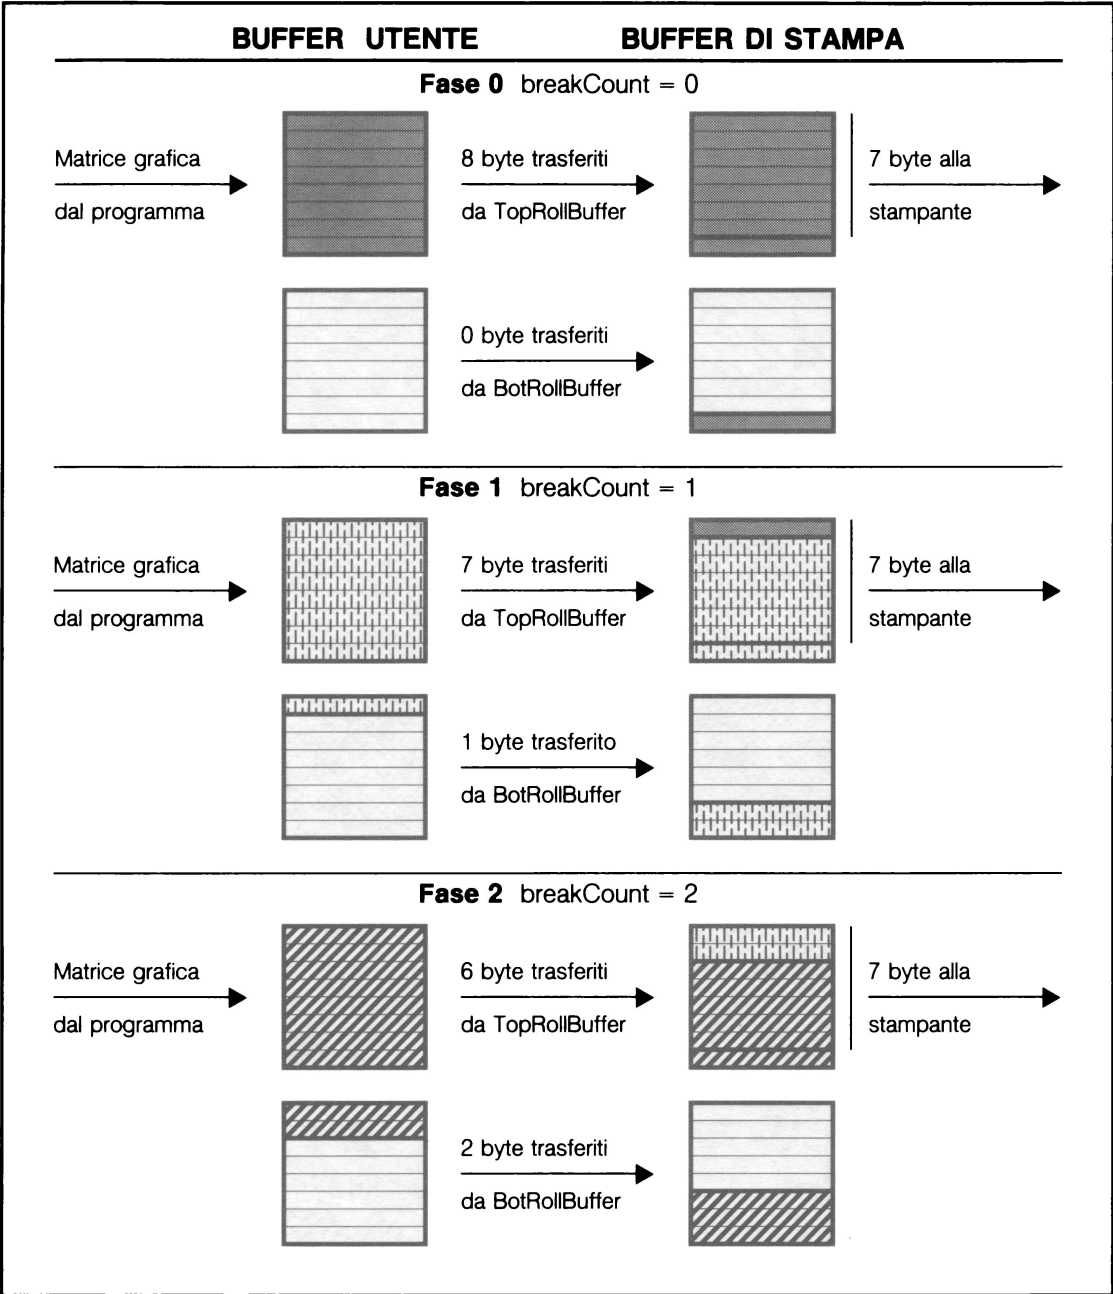 BUFFER UTENTE BUFFER DI STAMPA
Fase 0 breakCount = 0
Matrice grafica
dal programma
8 byte trasferiti
da TopRollBuffer
7 byte alla
stampante
0 byte trasferiti
da BotRollBuffer
Fase 1 breakCount = 1
Matrice grafica
dal programma
7 byte trasferiti
da TopRollBuffer
7 byte alla
stampante
1 byte trasferito
da BotRollBuffer
Fase 2 breakCount = 2
Matrice grafica
dal programma
6 byte trasferiti
da TopRollBuffer
7 byte alla
stampante
2 byte trasferiti
da BotRollBuffer